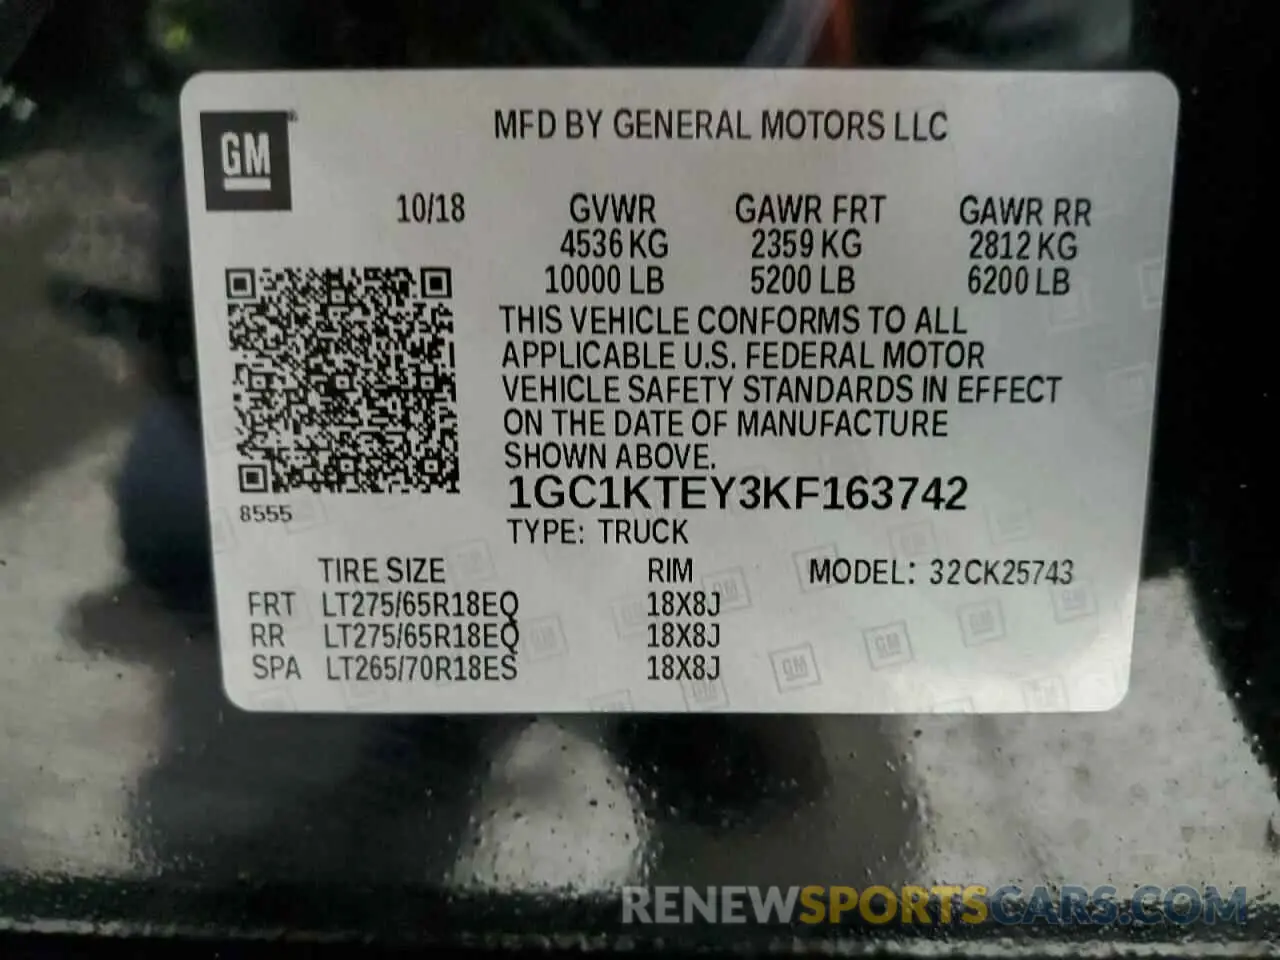 GM
MFD BY GENERAL MOTORS LLC
10/18 GVWR GAWR FRT GAWR RR
4536 KG 2359 KG 2812 KG
10000 LB 5200 LB 6200 LB
THIS VEHICLE CONFORMS TO ALL
APPLICABLE U.S. FEDERAL MOTOR
VEHICLE SAFETY STANDARDS IN EFFECT
ON THE DATE OF MANUFACTURE
SHOWN ABOVE.
8555
1GC1KTEY3KF163742
TYPE: TRUCK
TIRE SIZE RIM MODEL: 32CK25743
FRT LT275/65R18EQ 18X8J
RR LT275/65R18EQ 18X8J
SPA LT265/70R18ES 18X8J
RENEWSPORTSCARS.COM